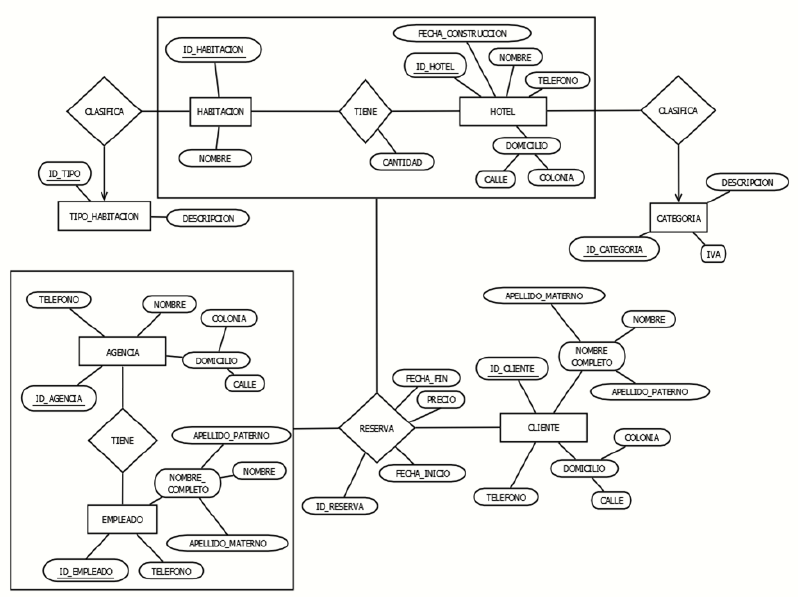 FECHA_CONSTRUCCION
ID_HABITACION
NOMBRE
ID_HOTEL
TELEFONO
CLASIFICA
HABITACION
TIENE
HOTEL
CLASIFICA
DOMICILIO
NOMBRE
CANTIDAD
ID_TIPO
CALLE
COLONIA
DESCRIPCION
TIPO_HABITACION
DESCRIPCION
CATEGORIA
ID_CATEGORIA
IVA
TELEFONO
NOMBRE
APELLIDO_MATERNO
COLONIA
NOMBRE
AGENCIA
DOMICILIO
NOMBRE
COMPLETO
ID_CLIENTE
FECHA_FIN
CALLE
APELLIDO_PATERNO
ID_AGENCIA
PRECIO
RESERVA
CLIENTE
APELLIDO_PATERNO
COLONIA
TIENE
NOMBRE
DOMICILIO
FECHA_INICIO
NOMBRE_
COMPLETO
TELEFONO
CALLE
ID_RESERVA
EMPLEADO
APELLIDO_MATERNO
ID_EMPLEADO
TELEFONO